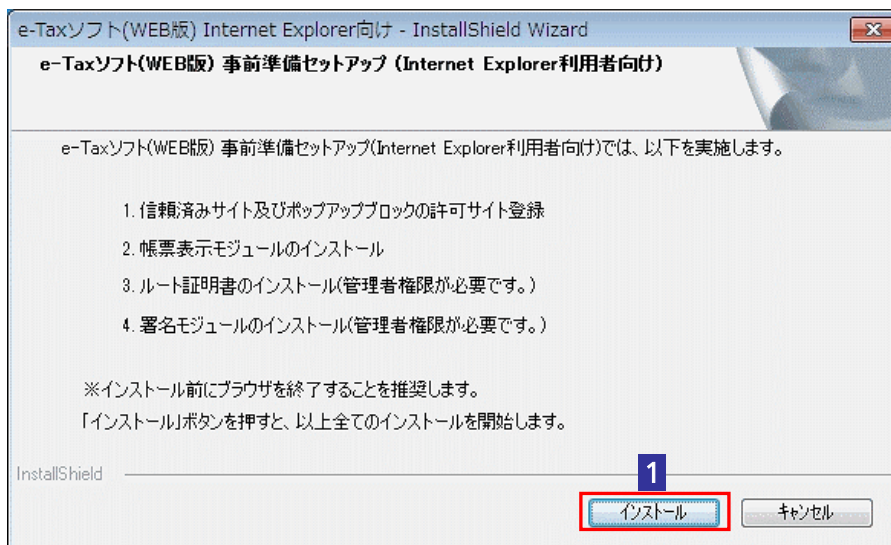 e-Taxソフト(WEB版) Internet Explorer向け - InstallShield Wizard
e-Taxソフト(WEB版) 事前準備セットアップ (Internet Explorer利用者向け)
e-Taxソフト(WEB版) 事前準備セットアップ(Internet Explorer利用者向け)では、以下を実施します。
1. 信頼済みサイト及びポップアップブロックの許可サイト登録
2. 帳票表示モジュールのインストール
3. ルート証明書のインストール(管理者権限が必要です。)
4. 署名モジュールのインストール(管理者権限が必要です。)
※インストール前にブラウザを終了することを推奨します。
「インストール」ボタンを押すと、以上全てのインストールを開始します。
InstallShield
1
インストール
キャンセル